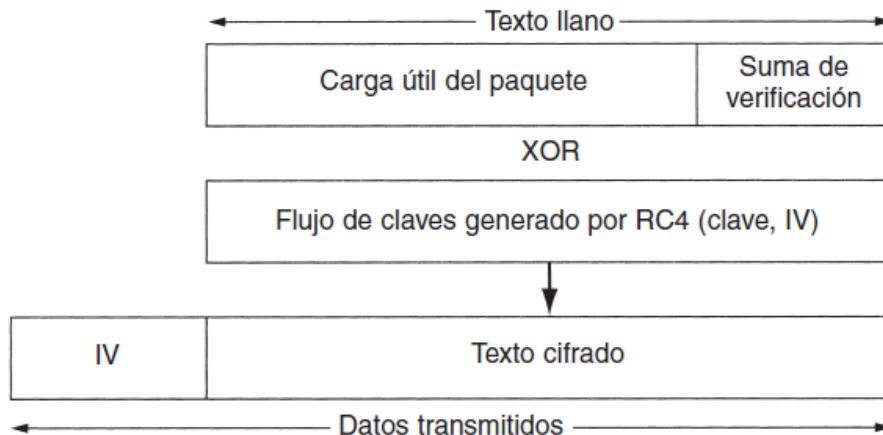 Texto llano
Carga útil del paquete
Suma de
verificación
XOR
Flujo de claves generado por RC4 (clave, IV)
IV
Texto cifrado
Datos transmitidos